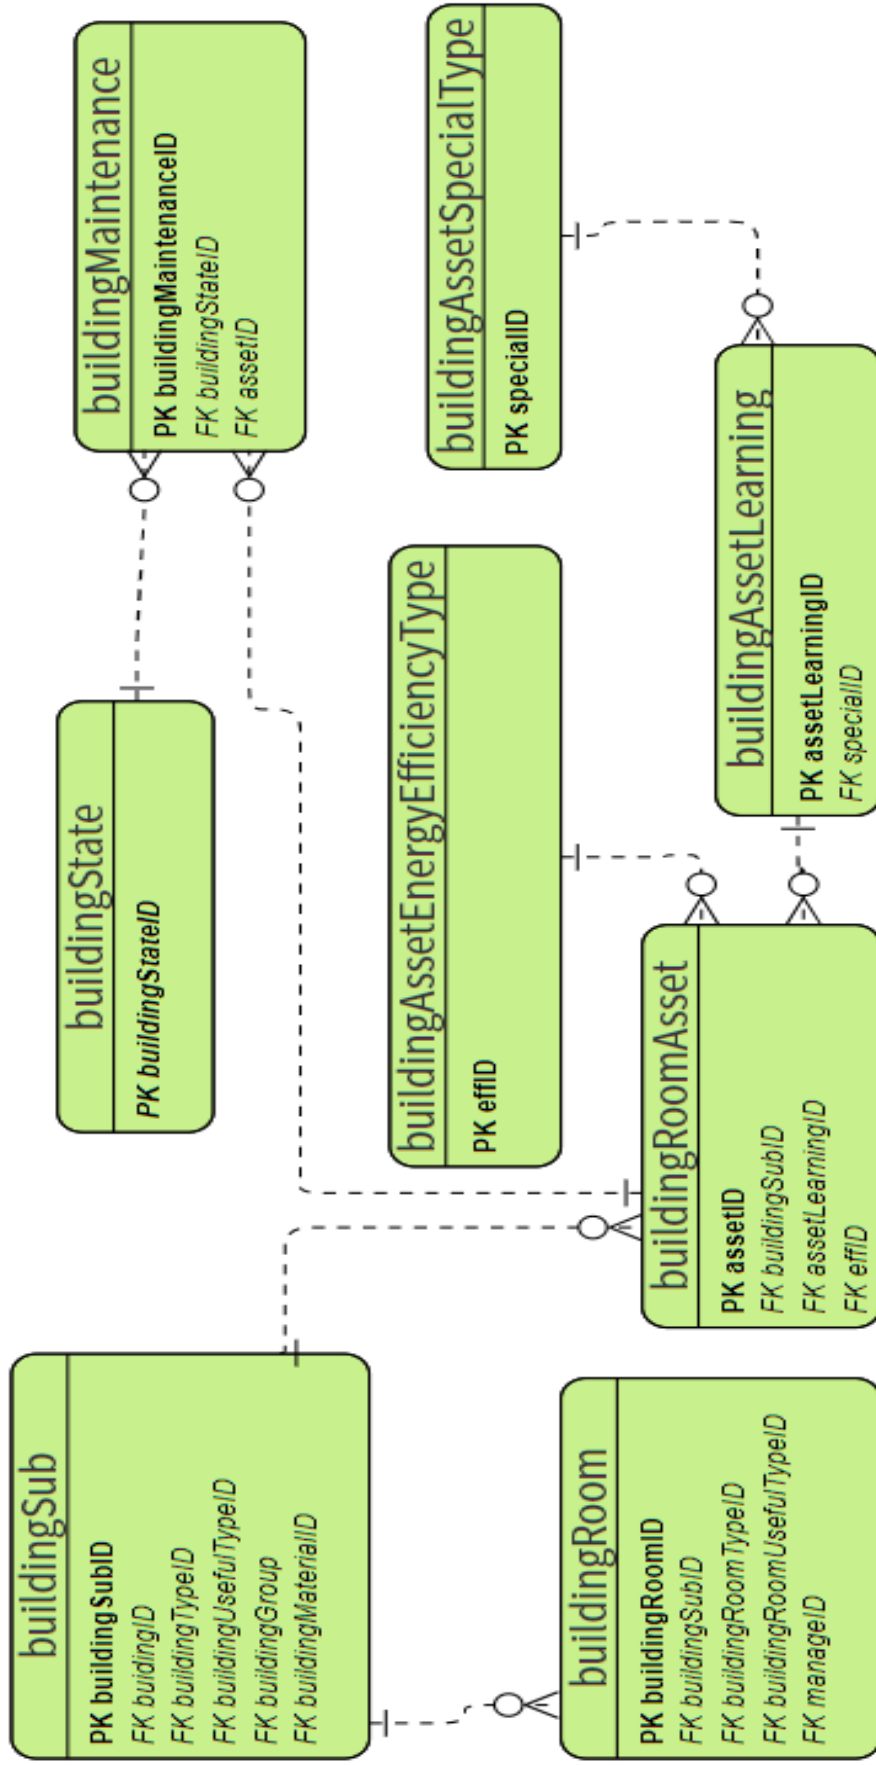 buildingSub
PK buildingSubID
FK buidingID
FK buildingTypeID
FK buildingUsefulTypeID
FK buildingGroup
FK buildingMaterialID
buildingState
PK buildingStateID
buildingMaintenance
PK buildingMaintenanceID
FK buildingStateID
FK assetID
buildingAssetEnergyEfficiencyType
PK effID
buildingAssetSpecialType
PK specialID
buildingRoom
PK buildingRoomID
FK buildingSubID
FK buildingRoomTypeID
FK buildingRoomUsefulTypeID
FK manageID
buildingRoomAsset
PK assetID
FK buildingSubID
FK assetLearningID
FK effID
buildingAssetLearning
PK assetLearningID
FK specialID